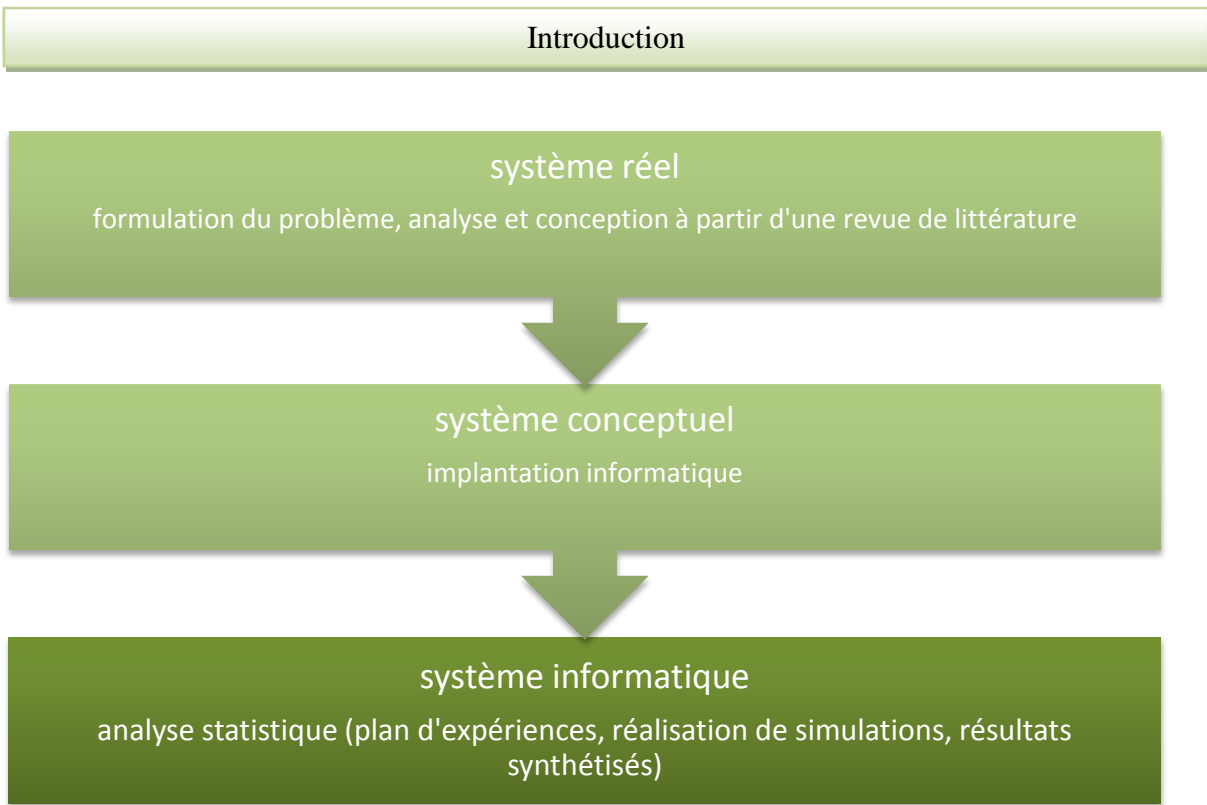 Introduction
système réel
formulation du problème, analyse et conception à partir d'une revue de littérature
système conceptuel
implantation informatique
système informatique
analyse statistique (plan d'expériences, réalisation de simulations, résultats
synthétisés)